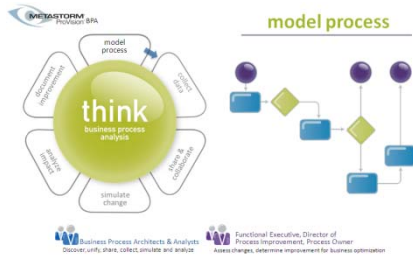 METASTORM
ProVision BPA
model process
model
process
collect
data
share &
collaborate
simulate
change
analyze
impact
document
improvement
think
business process
analysis
Business Process Architects & Analysts
Discover, unify, share, collect, simulate and analyze
Functional Executive, Director of
Process Improvement, Process Owner
Assess changes, determine improvement for business optimization